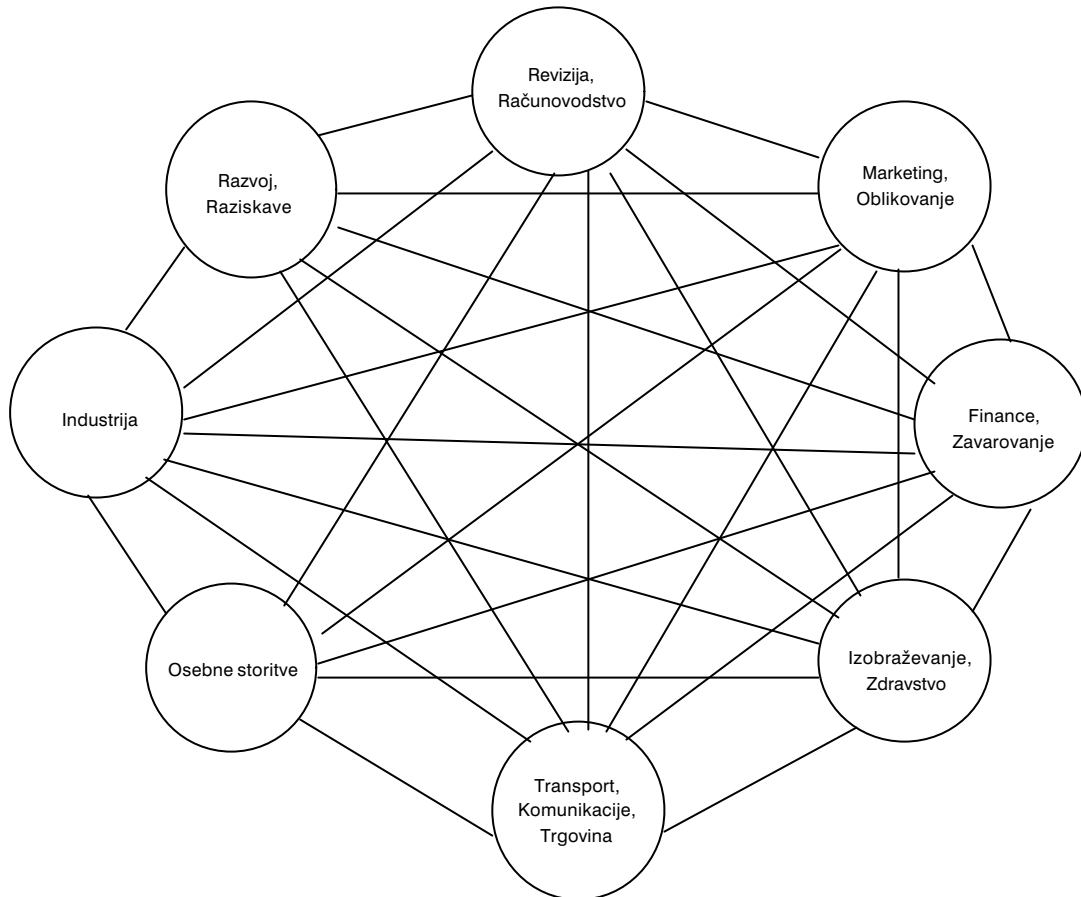 Revizija,
Računovodstvo
Razvoj,
Raziskave
Marketing,
Oblikovanje
Industrija
Finance,
Zavarovanje
Osebne storitve
Izobraževanje,
Zdravstvo
Transport,
Komunikacije,
Trgovina